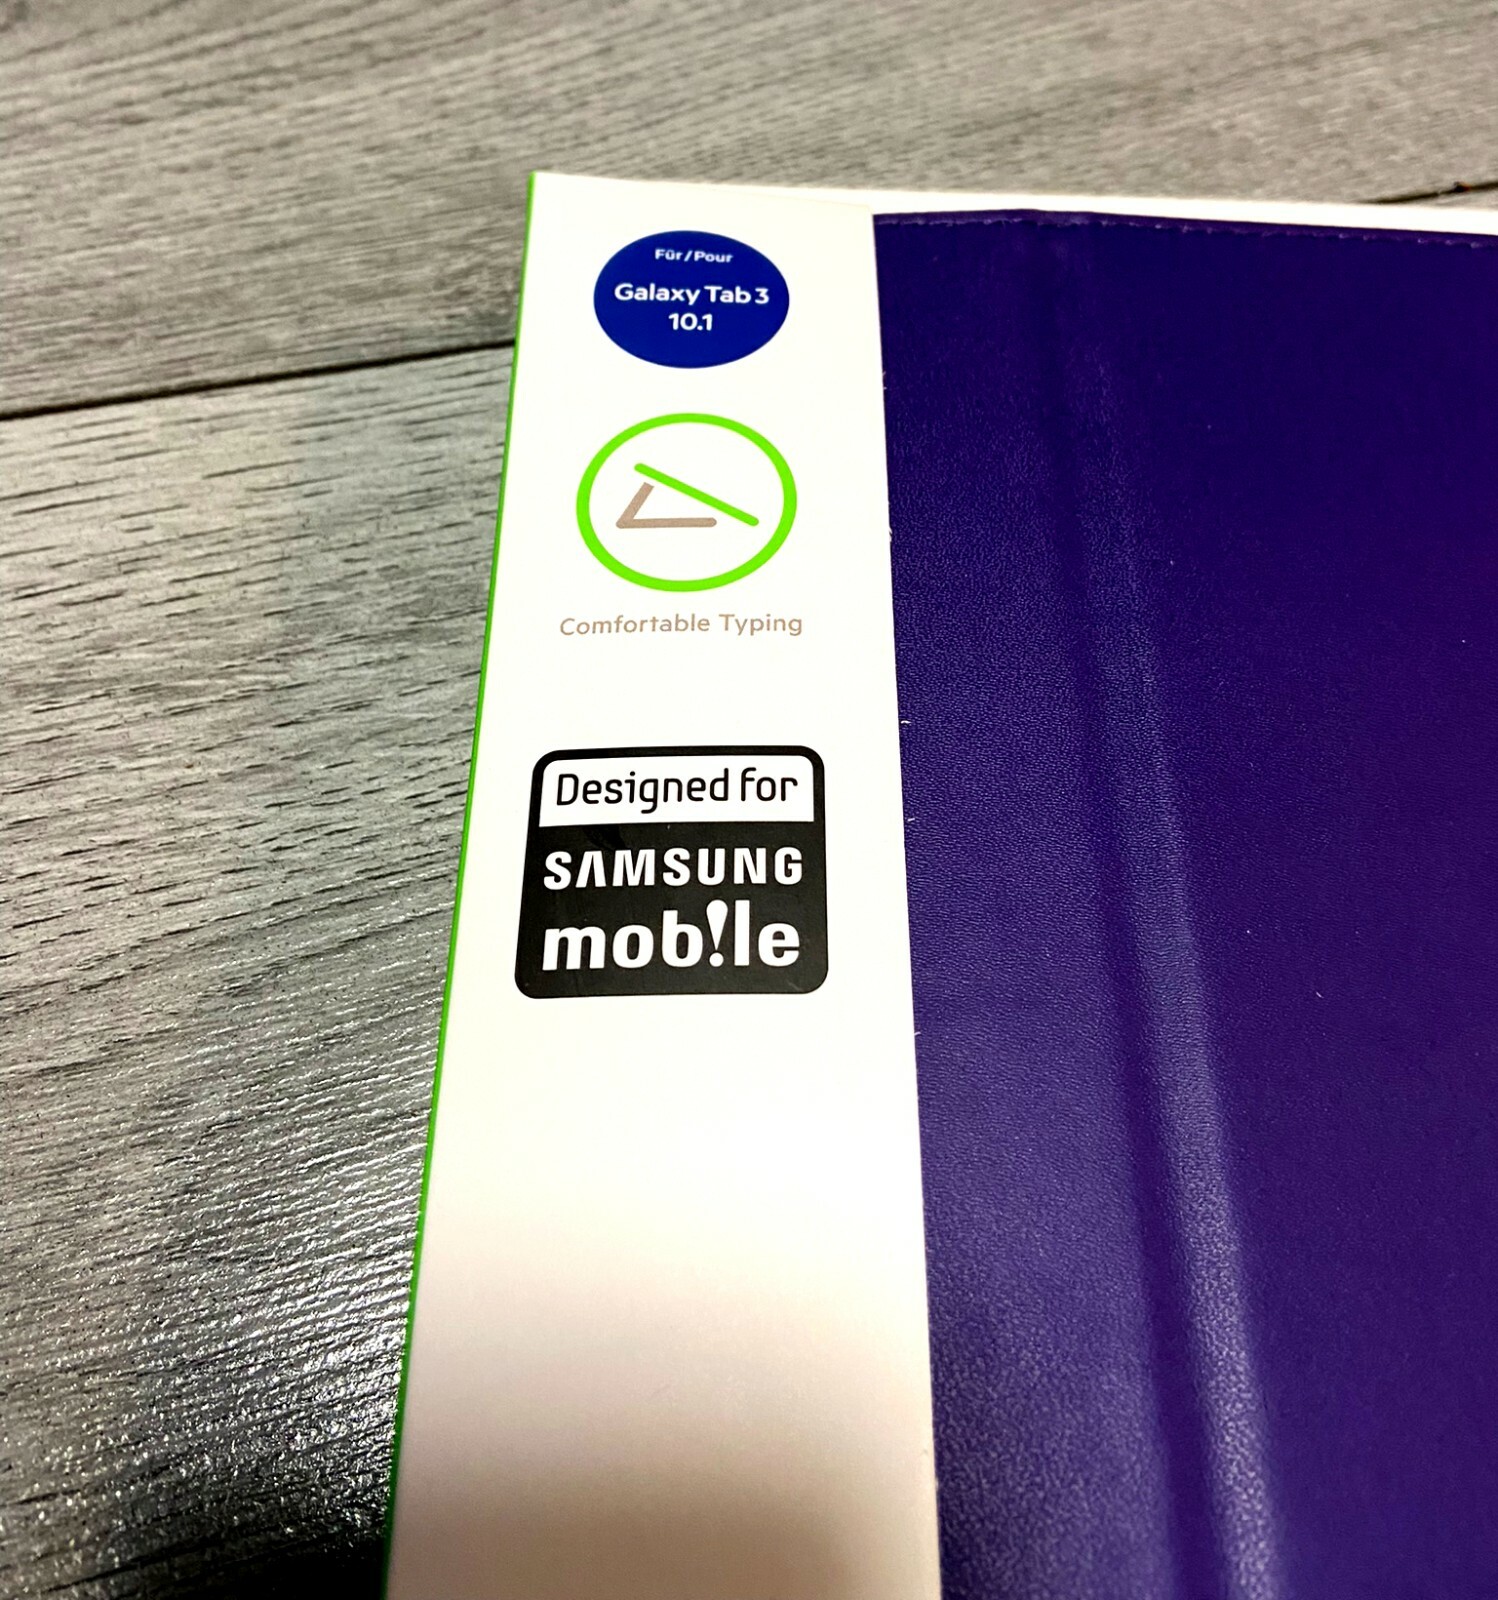 Für/Pour
Galaxy Tab 3
10.1
Comfortable Typing
Designed for
SAMSUNG
mob!le